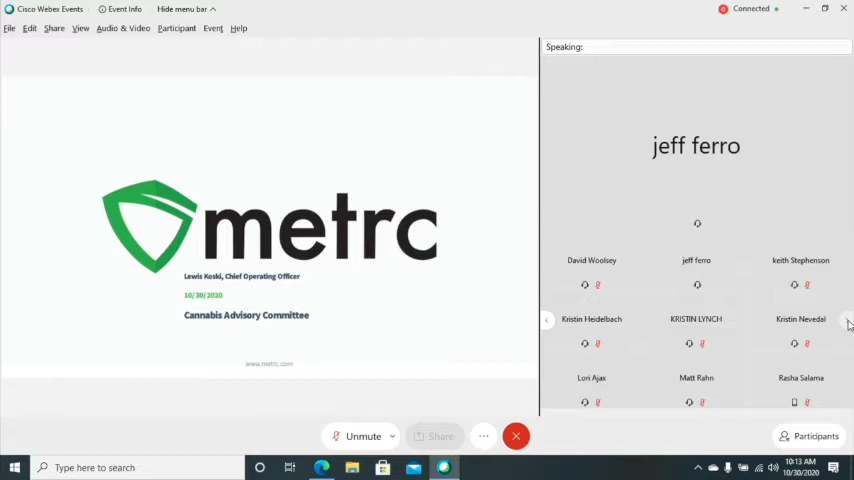 Cisco Webex Events
Event Info
Hide menu bar
Connected
File Edit Share View Audio & Video Participant Event Help
Speaking:
jeff ferro
metrc
Lewis Koski, Chief Operating Officer
10/30/2020
Cannabis Advisory Committee
www.metrc.com
David Woolsey
jeff ferro
keith Stephenson
Kristin Heidelbach
KRISTIN LYNCH
Kristin Nevedal
Lori Ajax
Matt Rahn
Rasha Salama
Unmute
Share
Participants
Type here to search
10:13 AM
10/30/2020